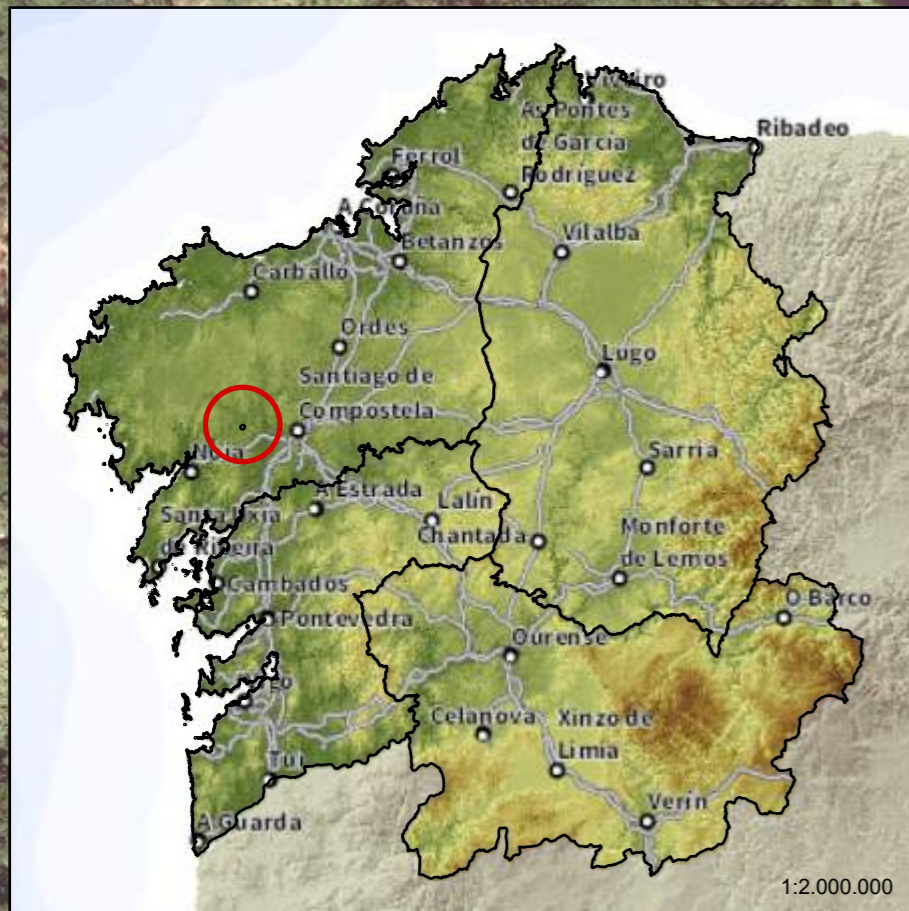 As Pontes
de García
Rodríguez
Ribadeo
Ferrol
A Coruña
Betanzos
Vilalba
Carballo
Ordes
Lugo
Santiago de
Compostela
Noia
Sarria
A Estrada
Lalín
Santa Uxía
de Ribeira
Chantada
Monforte
de Lemos
Cambados
O Barco
Pontevedra
Ourense
Celanova
Xinzo de
Limia
Tui
Verín
A Guarda
1:2.000.000